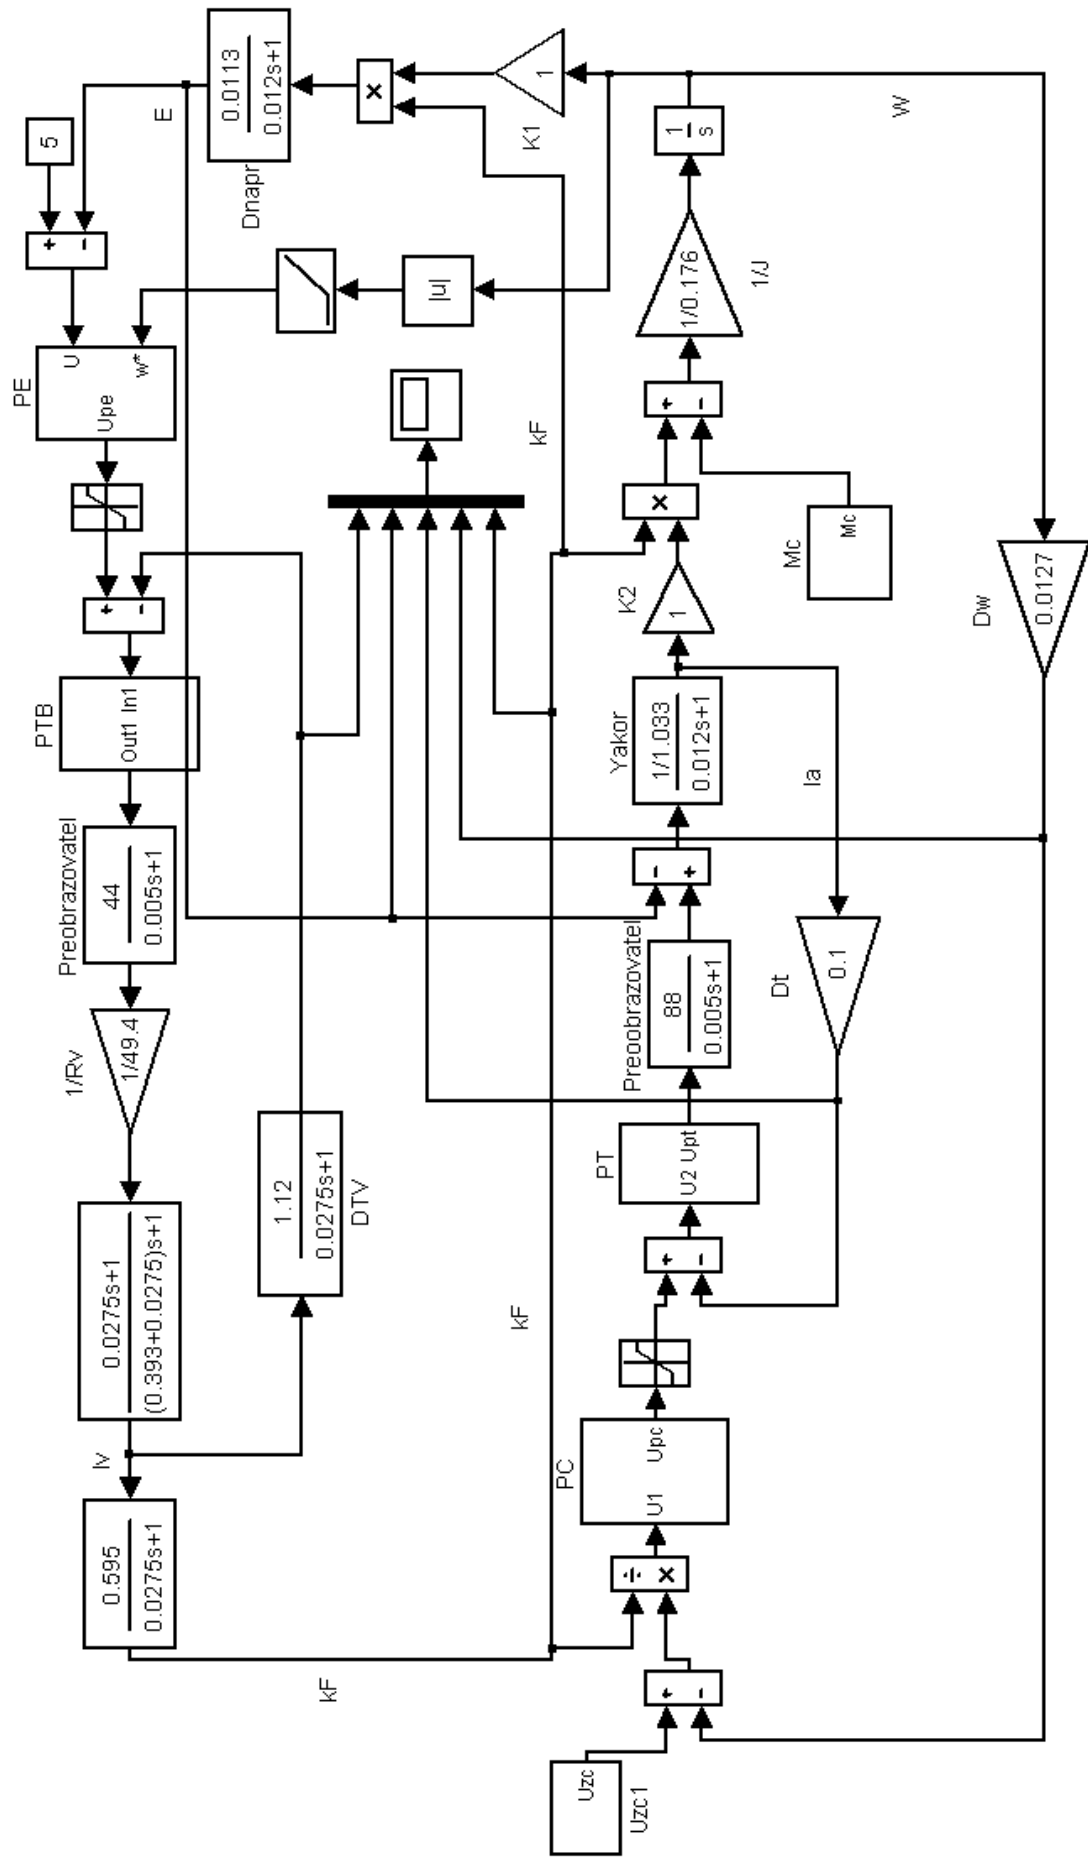 0.595
0.0275s+1
Iv
0.0275s+1
(0.393+0.0275)s+1
1/Rv
1/49.4
Preobrazovatel
44
0.005s+1
PTB
Out1 In1
+
-
PE
Upe
U
w*
+
-
5
E
1.12
0.0275s+1
DTV
0.0113
0.012s+1
Dnapr
×
|u|
kF
kF
kF
K1
1
Uzc
Uzc1
+
-
÷
×
PC
U1
Upc
+
-
PT
U2 Upt
Preoobrazovatel
88
0.005s+1
-
+
Yakor
1/1.033
0.012s+1
K2
1
×
+
-
1/0.176
1/J
1
s
Mc
Mc
Dt
0.1
Ia
W
Dw
0.0127